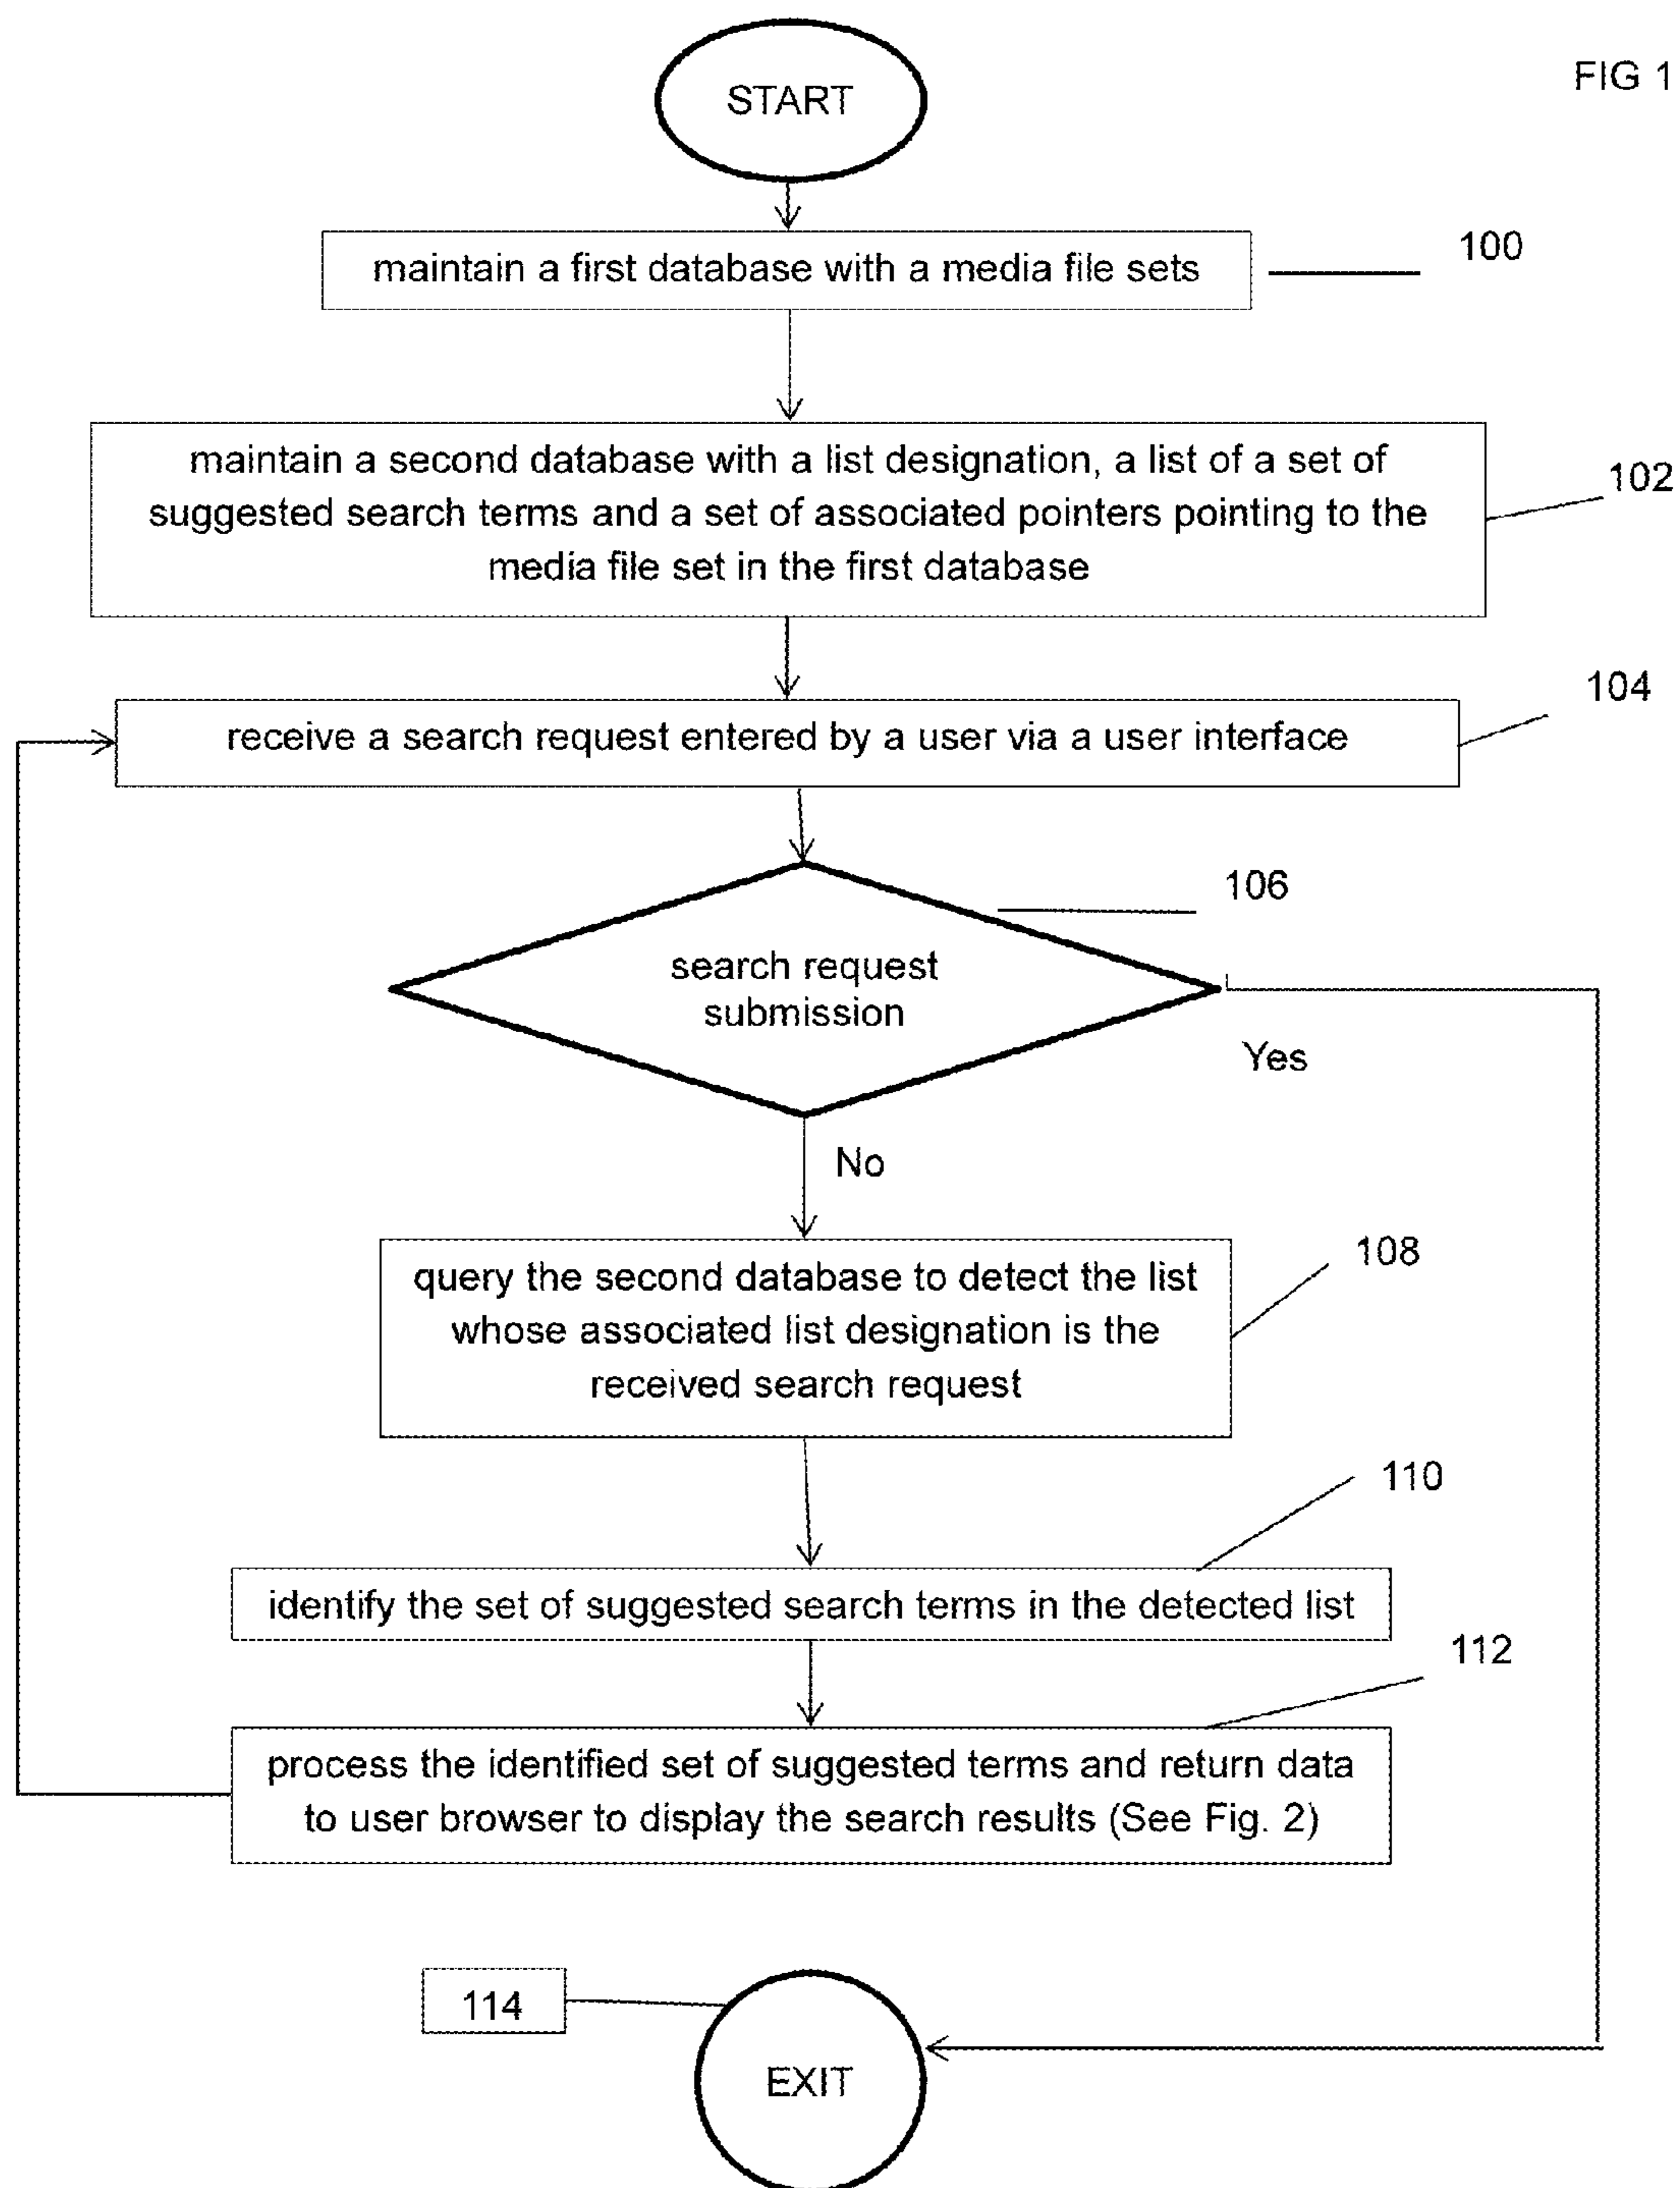 FIG 1
START
maintain a first database with a media file sets
100
maintain a second database with a list designation, a list of a set of
suggested search terms and a set of associated pointers pointing to the
media file set in the first database
102
receive a search request entered by a user via a user interface
104
106
search request
submission
Yes
No
query the second database to detect the list
whose associated list designation is the
received search request
108
110
identify the set of suggested search terms in the detected list
112
process the identified set of suggested terms and return data
to user browser to display the search results (See Fig. 2)
114
EXIT